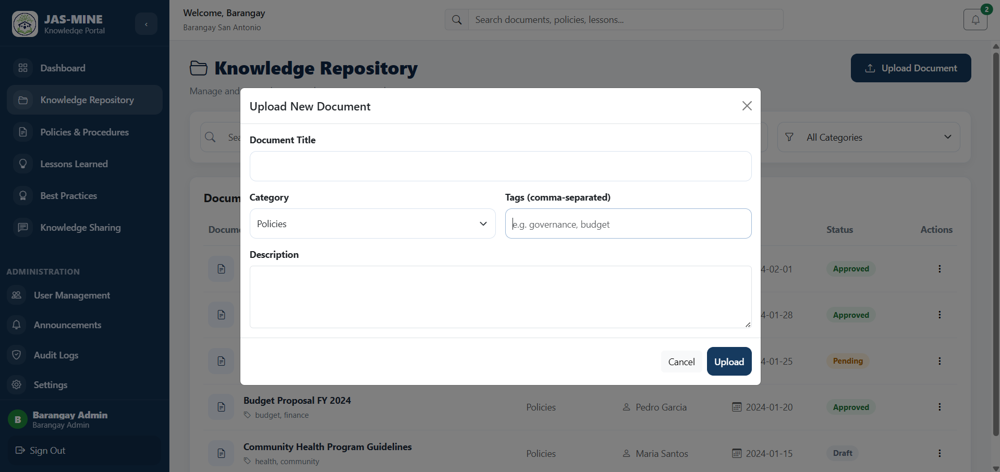 JAS-MINE
Knowledge Portal
‹
Dashboard
Knowledge Repository
Policies & Procedures
Lessons Learned
Best Practices
Knowledge Sharing
ADMINISTRATION
User Management
Announcements
Audit Logs
Settings
B
Barangay Admin
Barangay Admin
Sign Out
Welcome, Barangay
Barangay San Antonio
Search documents, policies, lessons...
2
Knowledge Repository
Upload Document
Manage and
All Categories
Status
Actions
4-02-01
Approved
4-01-28
Approved
4-01-25
Pending
Budget Proposal FY 2024
budget, finance
Policies
Pedro Garcia
2024-01-20
Approved
Community Health Program Guidelines
health, community
Policies
Maria Santos
2024-01-15
Draft
Upload New Document
Document Title
Category
Policies
Tags (comma-separated)
e.g. governance, budget
Description
Cancel
Upload